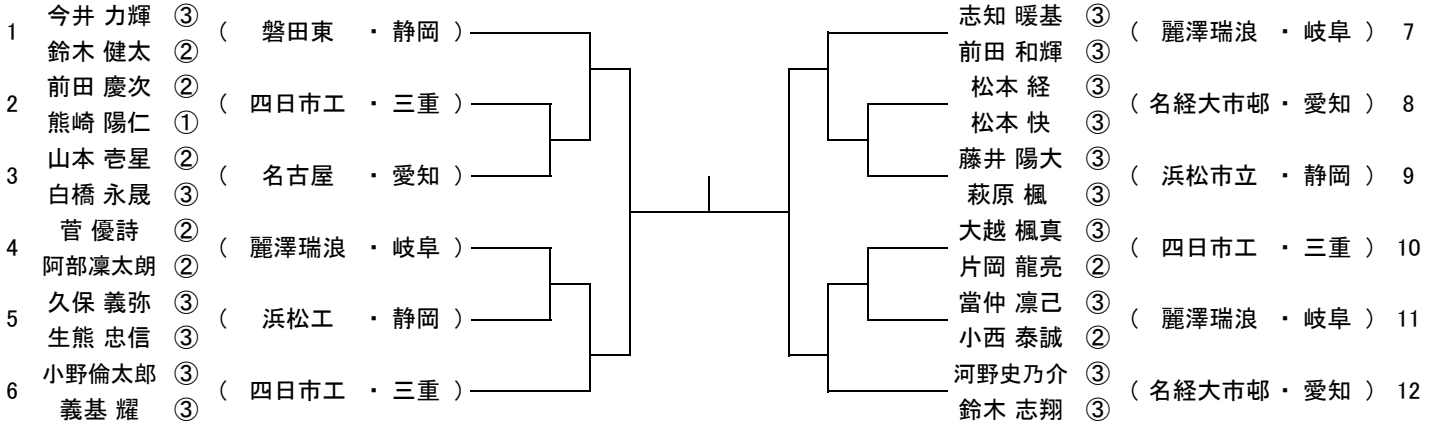 今井 力輝 ③
1 ( 磐田東 ・ 静岡 )
鈴木 健太 ②
前田 慶次 ②
2 ( 四日市工 ・ 三重 )
熊崎 陽仁 ①
山本 壱星 ②
3 ( 名古屋 ・ 愛知 )
白橋 永晟 ③
菅 優詩 ②
4 ( 麗澤瑞浪 ・ 岐阜 )
阿部凜太朗 ②
久保 義弥 ③
5 ( 浜松工 ・ 静岡 )
生熊 忠信 ③
小野倫太郎 ③
6 ( 四日市工 ・ 三重 )
義基 耀 ③
志知 暖基 ③
( 麗澤瑞浪 ・ 岐阜 ) 7
前田 和輝 ③
松本 経 ③
( 名経大市邨 ・ 愛知 ) 8
松本 快 ③
藤井 陽大 ③
( 浜松市立 ・ 静岡 ) 9
萩原 楓 ③
大越 楓真 ③
( 四日市工 ・ 三重 ) 10
片岡 龍亮 ②
當仲 凛己 ③
( 麗澤瑞浪 ・ 岐阜 ) 11
小西 泰誠 ②
河野史乃介 ③
( 名経大市邨 ・ 愛知 ) 12
鈴木 志翔 ③